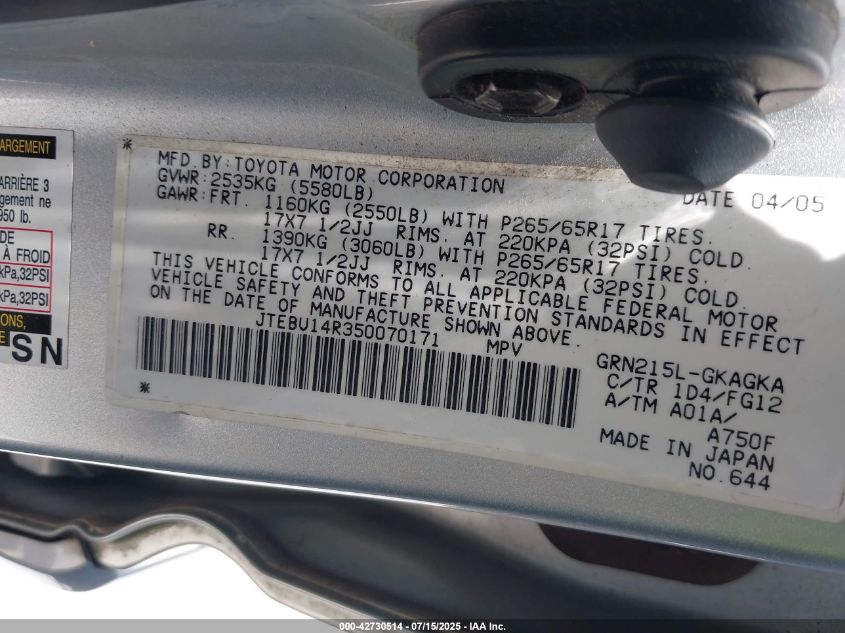 ARGEMENT
ARRIÈRE 3
gement ne
950 lb.
DE
À FROID
kPa,32PSI
kPa,32PSI
ONS,
E
PSN
* MFD.BY:TOYOTA MOTOR CORPORATION DATE 04/05
GVWR:2535KG (5580LB)
GAWR:FRT. 1160KG (2550LB) WITH P265/65R17 TIRES.
17X7 1/2JJ RIMS. AT 220KPA (32PSI) COLD.
RR. 1390KG (3060LB) WITH P265/65R17 TIRES.
17X7 1/2JJ RIMS. AT 220KPA (32PSI) COLD.
THIS VEHICLE CONFORMS TO ALL APPLICABLE FEDERAL MOTOR
VEHICLE SAFETY AND THEFT PREVENTION STANDARDS IN EFFECT
ON THE DATE OF MANUFACTURE SHOWN ABOVE.
JTEBU14R350070171 MPV
GRN215L-GKAGKA
C/TR 1D4/FG12
A/TM A01A/
A750F
MADE IN JAPAN
NO.644
*
000-42730514 - 07/15/2025 - IAA Inc.